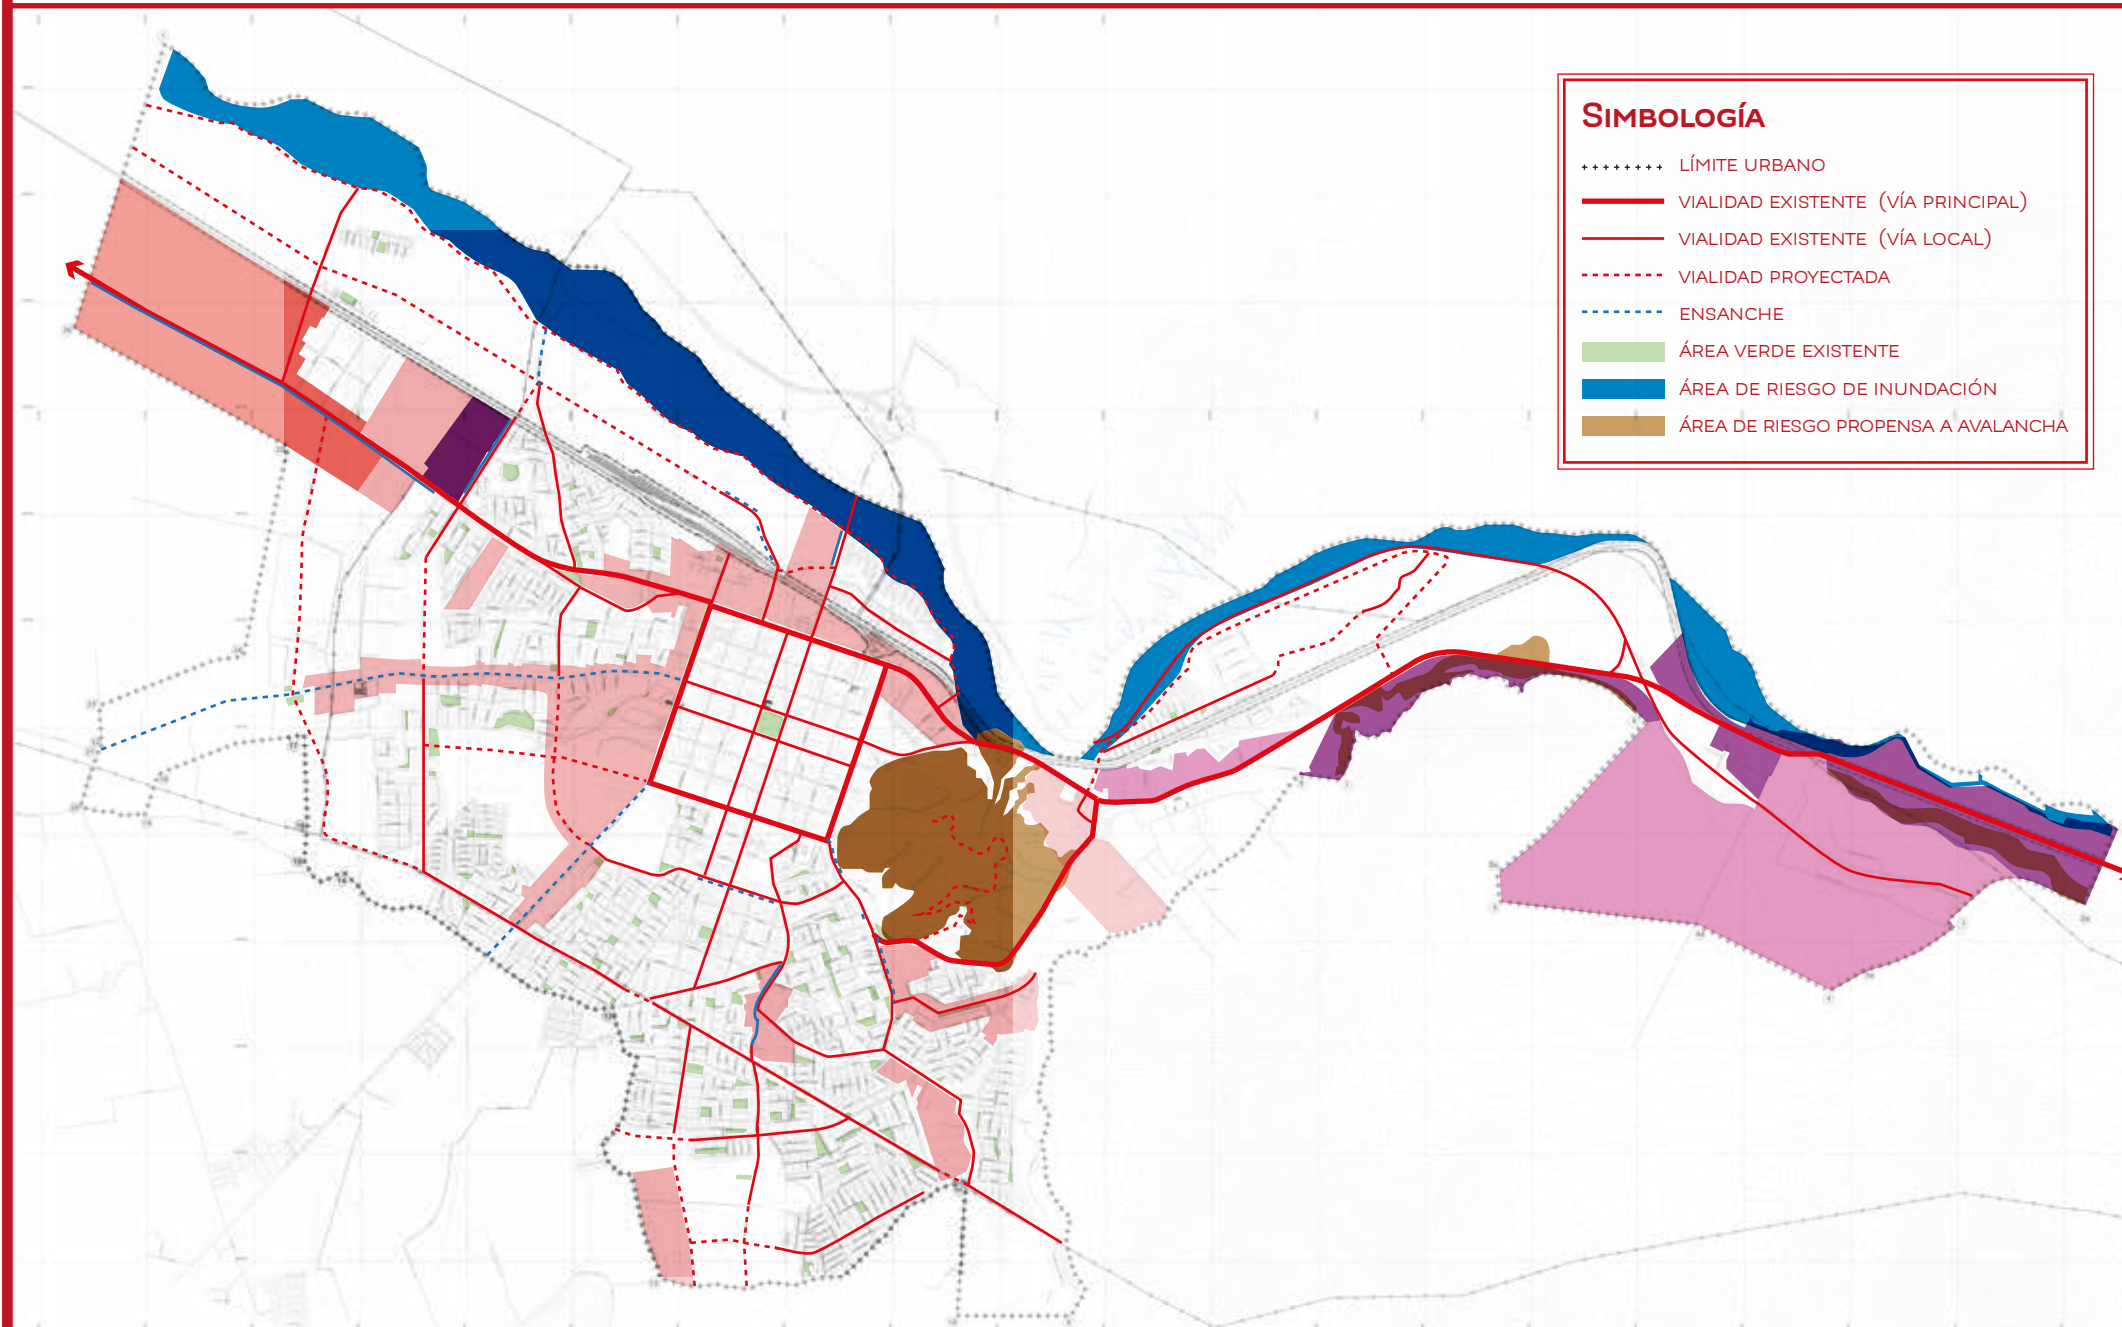 SIMBOLOGÍA
LÍMITE URBANO
VIALIDAD EXISTENTE (VÍA PRINCIPAL)
VIALIDAD EXISTENTE (VÍA LOCAL)
VIALIDAD PROYECTADA
ENSANCHE
ÁREA VERDE EXISTENTE
ÁREA DE RIESGO DE INUNDACIÓN
ÁREA DE RIESGO PROPENSA A AVALANCHA